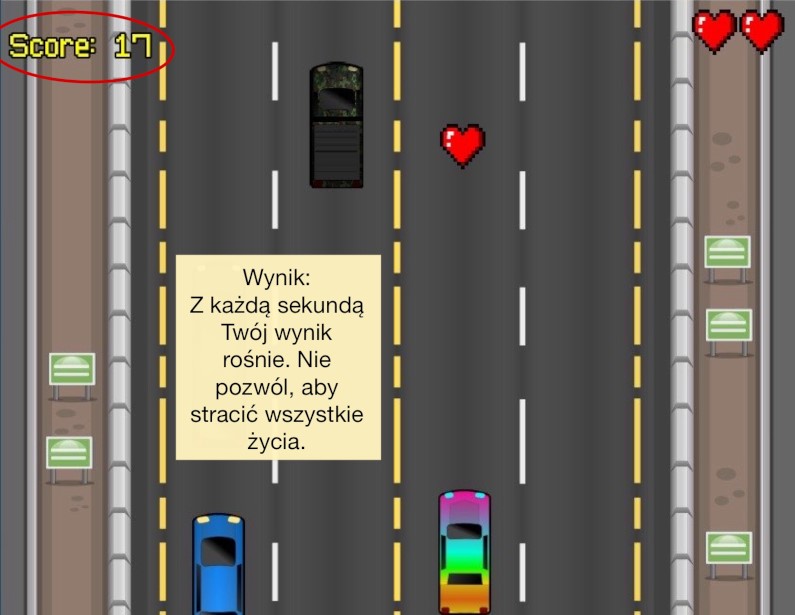 Score: 17
Wynik:
Z każdą sekundą
Twój wynik
rośnie. Nie
pozwól, aby
stracić wszystkie
życia.